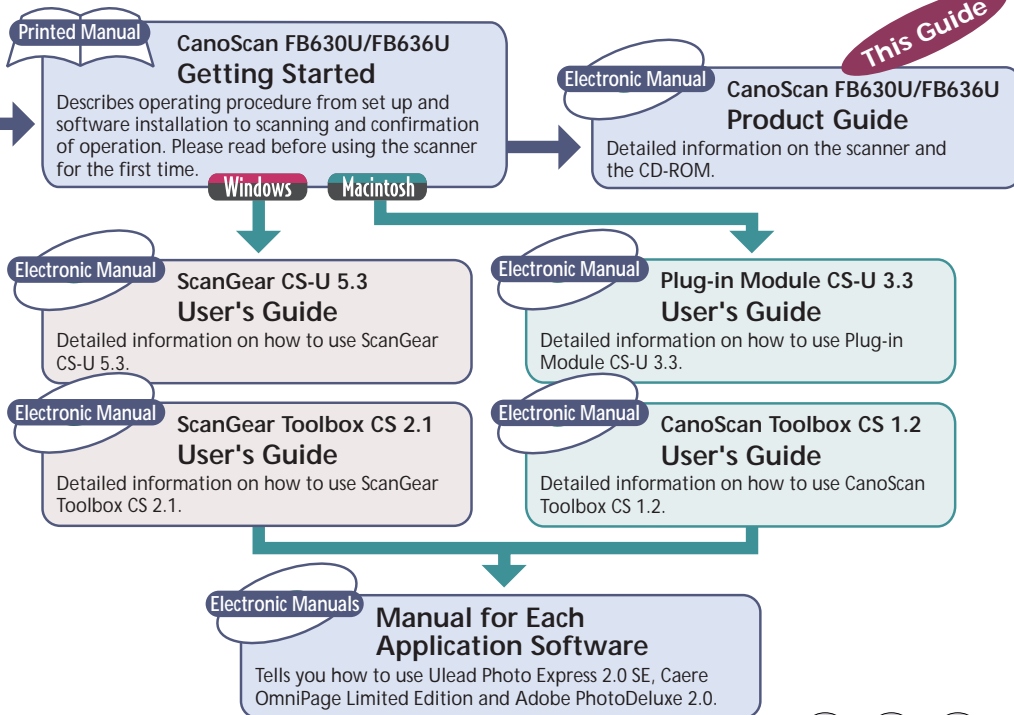 Printed Manual
CanoScan FB630U/FB636U
Getting Started
Describes operating procedure from set up and
software installation to scanning and confirmation
of operation. Please read before using the scanner
for the first time.
This Guide
Electronic Manual
CanoScan FB630U/FB636U
Product Guide
Detailed information on the scanner and
the CD-ROM.
Windows
Macintosh
Electronic Manual
ScanGear CS-U 5.3
User's Guide
Detailed information on how to use ScanGear
CS-U 5.3.
Electronic Manual
Plug-in Module CS-U 3.3
User's Guide
Detailed information on how to use Plug-in
Module CS-U 3.3.
Electronic Manual
ScanGear Toolbox CS 2.1
User's Guide
Detailed information on how to use ScanGear
Toolbox CS 2.1.
Electronic Manual
CanoScan Toolbox CS 1.2
User's Guide
Detailed information on how to use CanoScan
Toolbox CS 1.2.
Electronic Manuals
Manual for Each
Application Software
Tells you how to use Ulead Photo Express 2.0 SE, Caere
OmniPage Limited Edition and Adobe PhotoDeluxe 2.0.